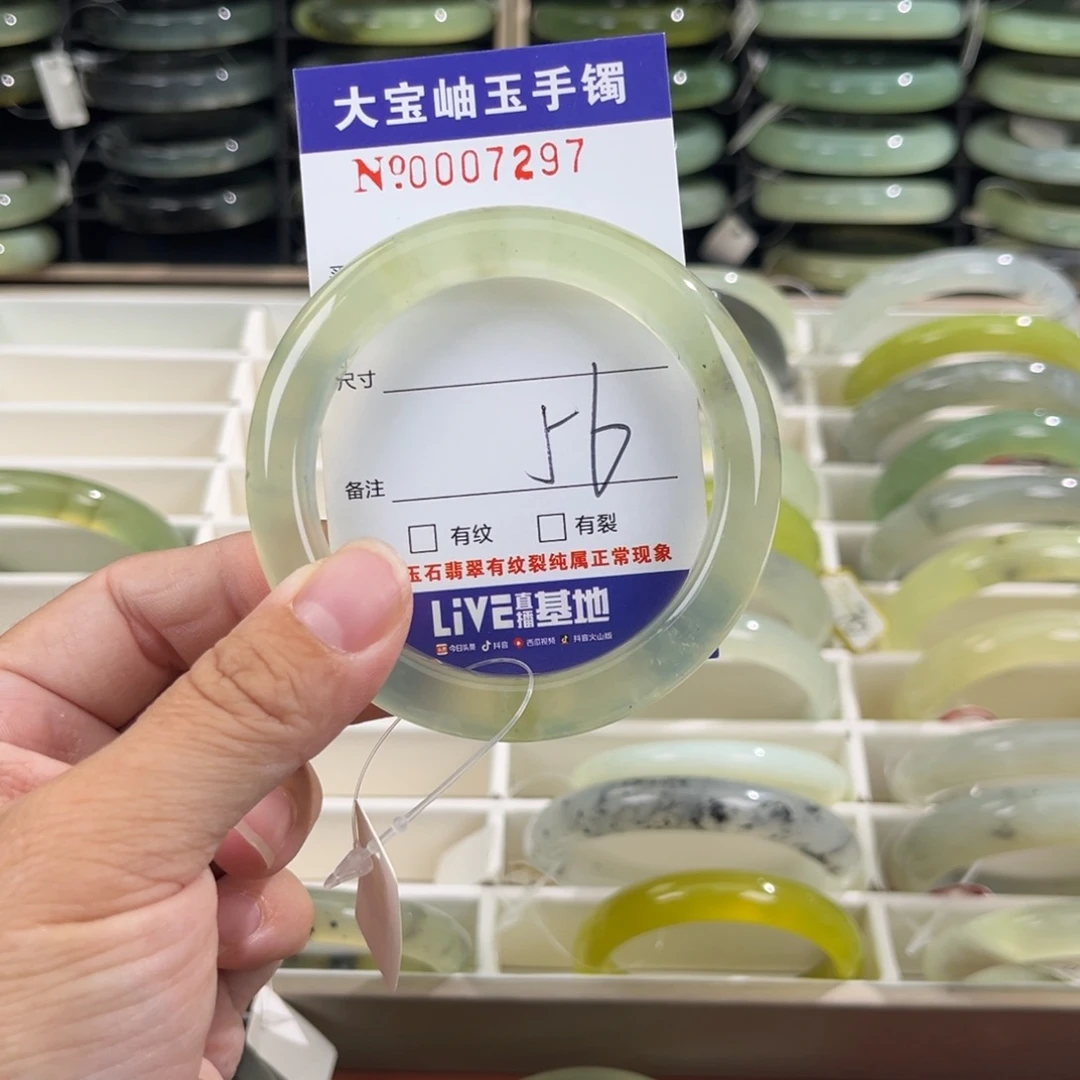 大宝岫玉手镯
Nº0007297
尺寸
56
备注
□ 有纹 □ 有裂
玉石翡翠有纹裂纯属正常现象
LiVE直播基地
今日头条 抖音 西瓜视频 抖音火山版